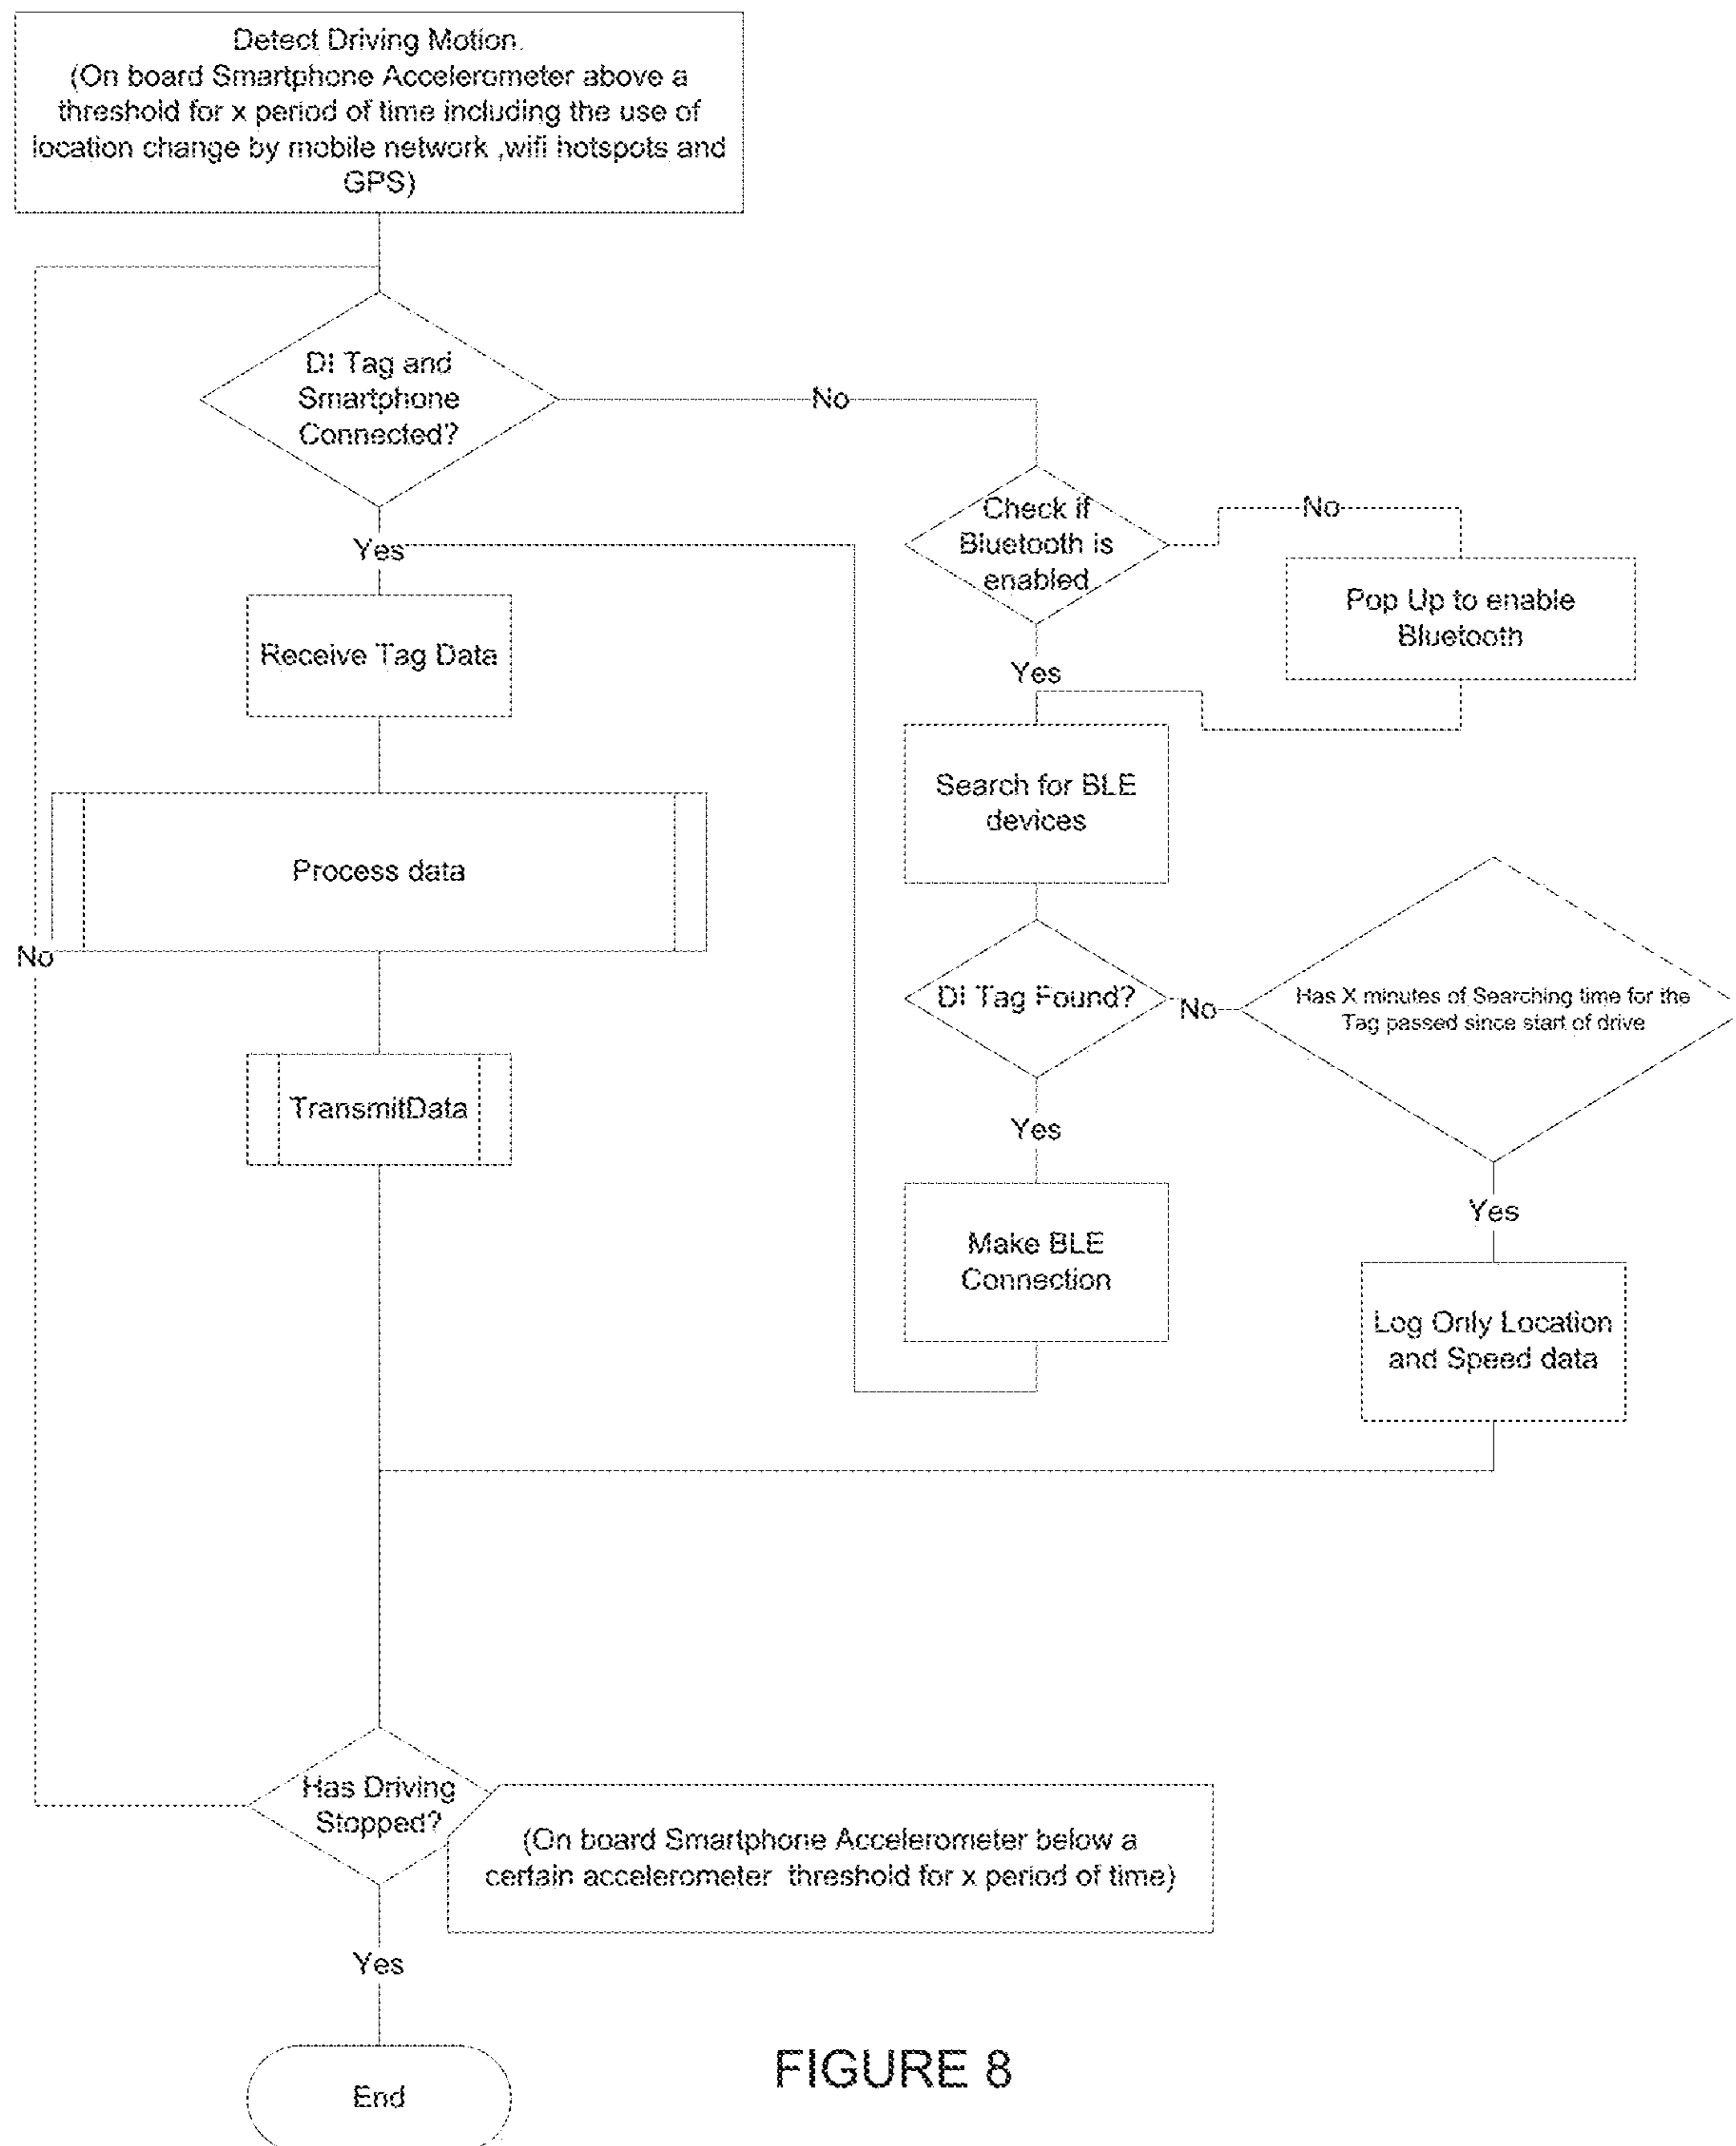 Detect Driving Motion.
(On board Smartphone Accelerometer above a
threshold for x period of time including the use of
location change by mobile network ,wifi hotspots and
GPS)
DI Tag and
Smartphone
Connected?
No
Check if
Bluetooth is
enabled
No
Pop Up to enable
Bluetooth
Yes
Receive Tag Data
Yes
Search for BLE
devices
Process data
No
DI Tag Found?
No
Has X minutes of Searching time for the
Tag passed since start of drive
TransmitData
Yes
Make BLE
Connection
Yes
Log Only Location
and Speed data
Has Driving
Stopped?
(On board Smartphone Accelerometer below a
certain accelerometer threshold for x period of time)
Yes
End
FIGURE 8